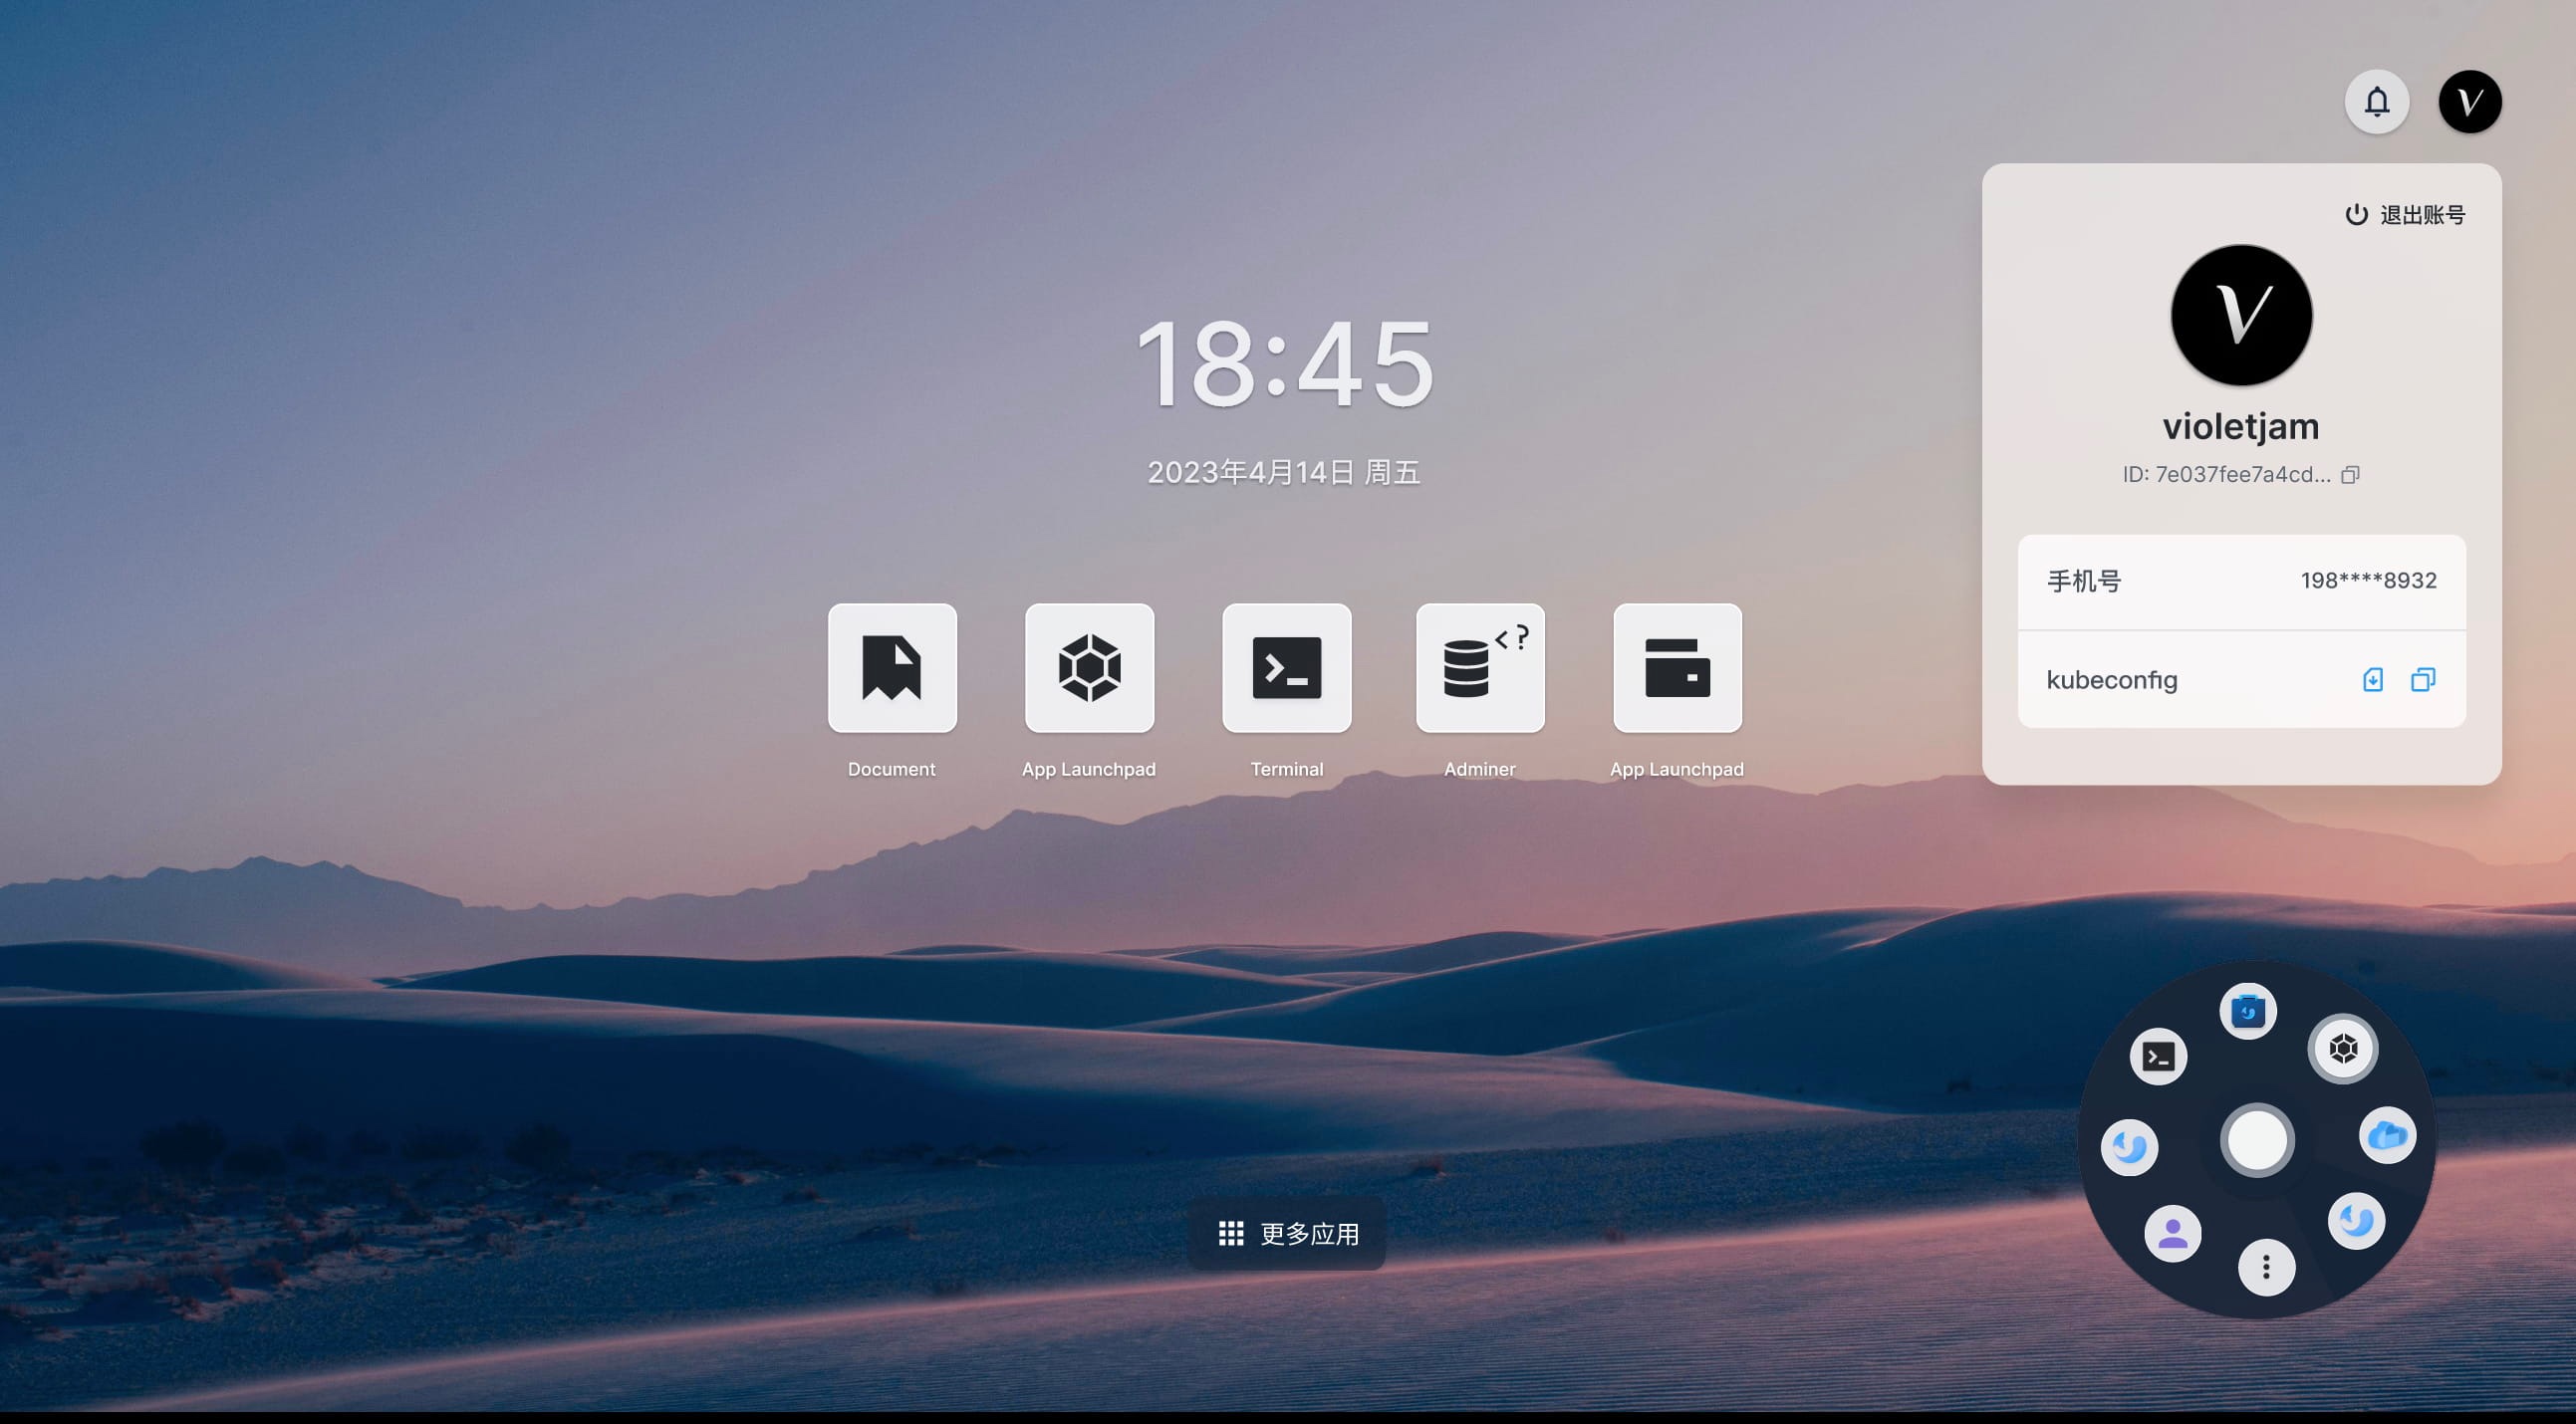 V
退出账号
V
violetjam
ID: 7e037fee7a4cd...
手机号 198****8932
kubeconfig
18:45
2023年4月14日 周五
<?
Document
App Launchpad
Terminal
Adminer
App Launchpad
更多应用